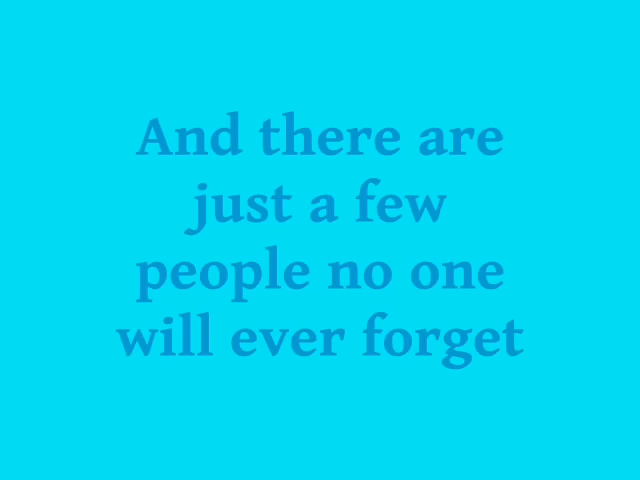 And there are
just a few
people no one
will ever forget